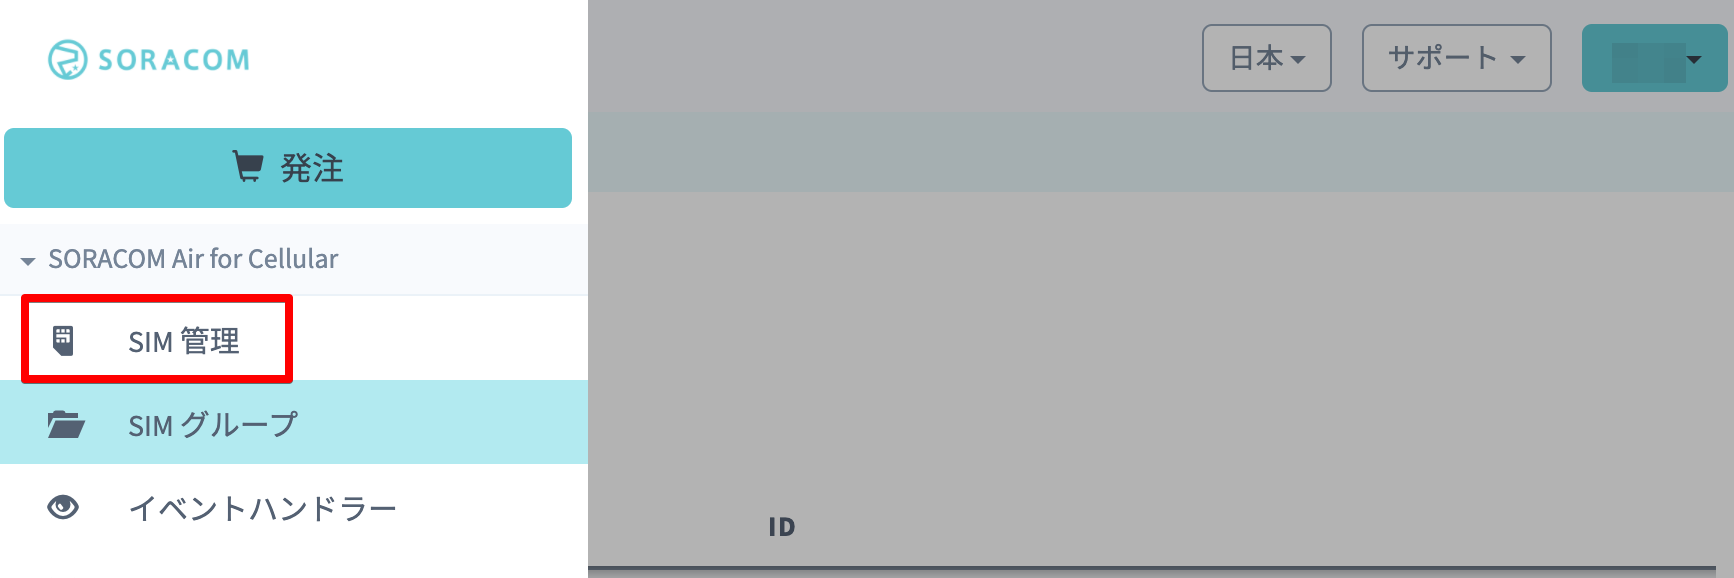 SORACOM
日本
サポート
発注
SORACOM Air for Cellular
SIM 管理
SIM グループ
イベントハンドラー
ID